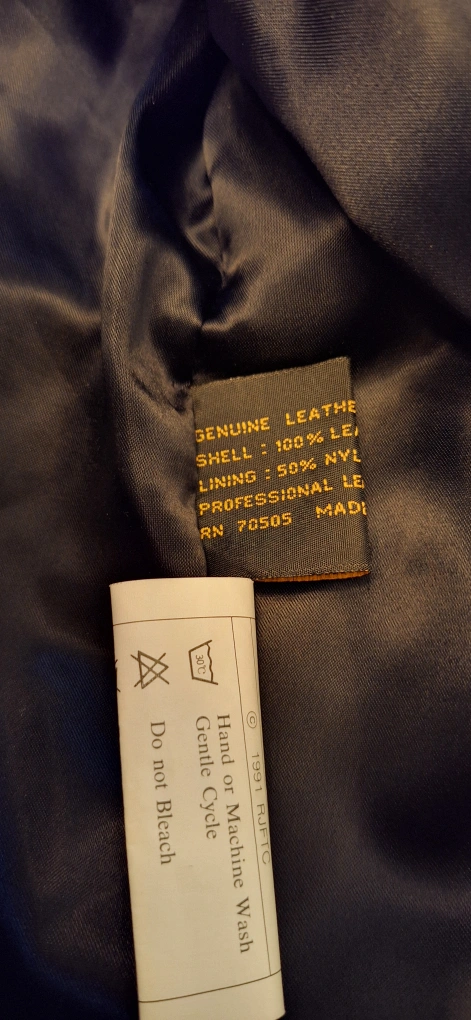 GENUINE LEATHE
SHELL : 100% LEA
LINING : 50% NYL
PROFESSIONAL LE
RN 70505 MADE
© 1991 RJFTC
30°C
Hand or Machine Wash
Gentle Cycle
Do not Bleach